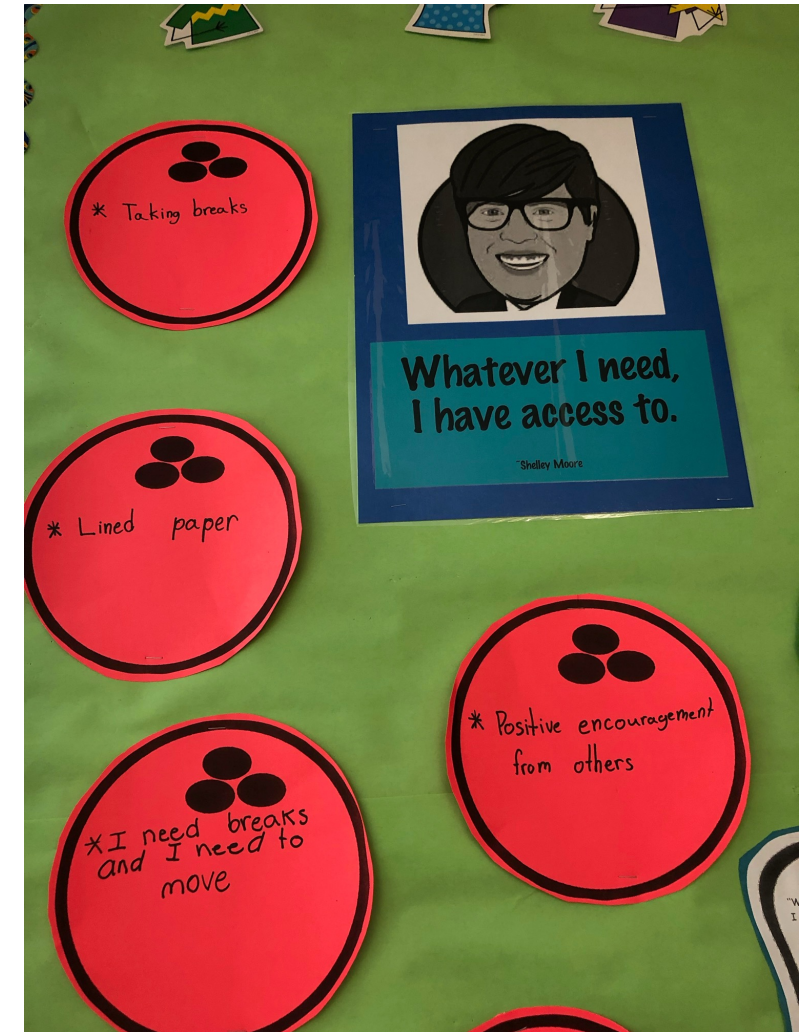 * Taking breaks
Whatever I need,
I have access to.
~Shelley Moore
* Lined paper
* Positive encouragement
from others
* I need breaks
and I need to
move
"W
I